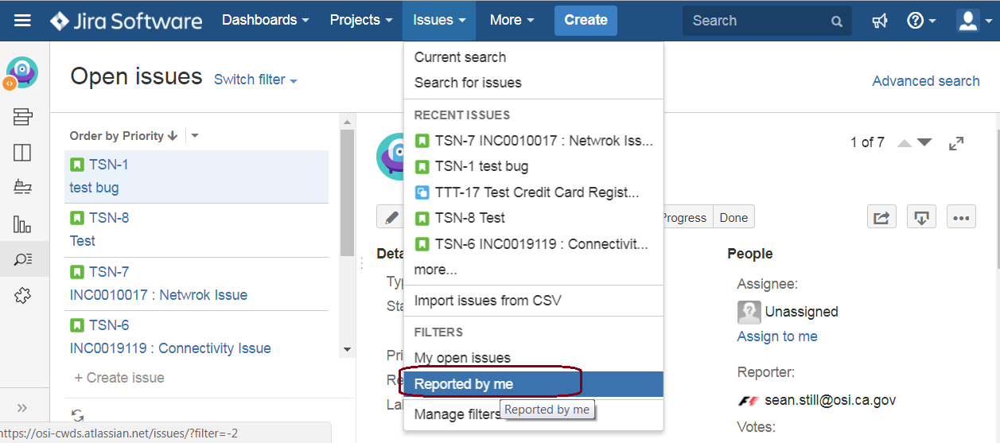 Jira Software Dashboards Projects Issues More Create Search
Open issues Switch filter
Advanced search
Order by Priority
TSN-1
test bug
TSN-8
Test
TSN-7
INC0010017 : Netwrok Issue
TSN-6
INC0019119 : Connectivity Issue
+ Create issue
https://osi-cwds.atlassian.net/issues/?filter=-2
Current search
Search for issues
RECENT ISSUES
TSN-7 INC0010017 : Netwrok Iss...
TSN-1 test bug
TTT-17 Test Credit Card Regist...
TSN-8 Test
TSN-6 INC0019119 : Connectivit...
more...
Import issues from CSV
FILTERS
My open issues
Reported by me
Reported by me
Manage filters
1 of 7
Progress Done
Deta
Typ
Sta
Pri
Re
Lab
People
Assignee:
Unassigned
Assign to me
Reporter:
sean.still@osi.ca.gov
Votes: